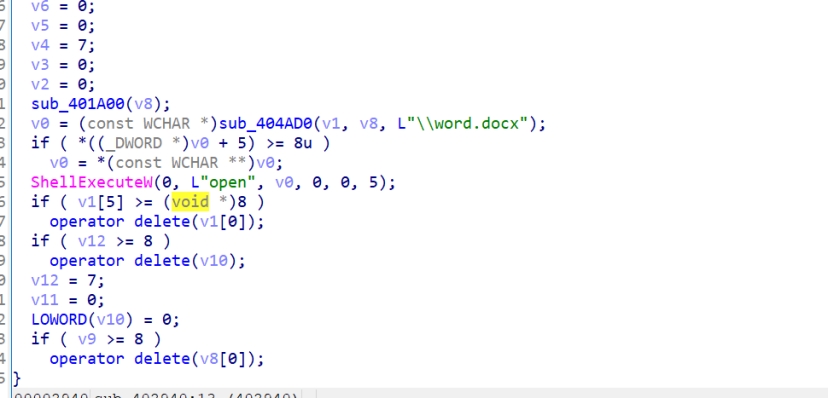 6 v6 = 0;
7 v5 = 0;
8 v4 = 7;
9 v3 = 0;
0 v2 = 0;
1 sub_401A00(v8);
2 v0 = (const WCHAR *)sub_404AD0(v1, v8, L"\\word.docx");
3 if ( *((_DWORD *)v0 + 5) >= 8u )
4 v0 = *(const WCHAR **)v0;
5 ShellExecuteW(0, L"open", v0, 0, 0, 5);
6 if ( v1[5] >= (void *)8 )
7 operator delete(v1[0]);
8 if ( v12 >= 8 )
9 operator delete(v10);
0 v12 = 7;
1 v11 = 0;
2 LOWORD(v10) = 0;
3 if ( v9 >= 8 )
4 operator delete(v8[0]);
5 }
00002940 sub_402940:13 (402940)